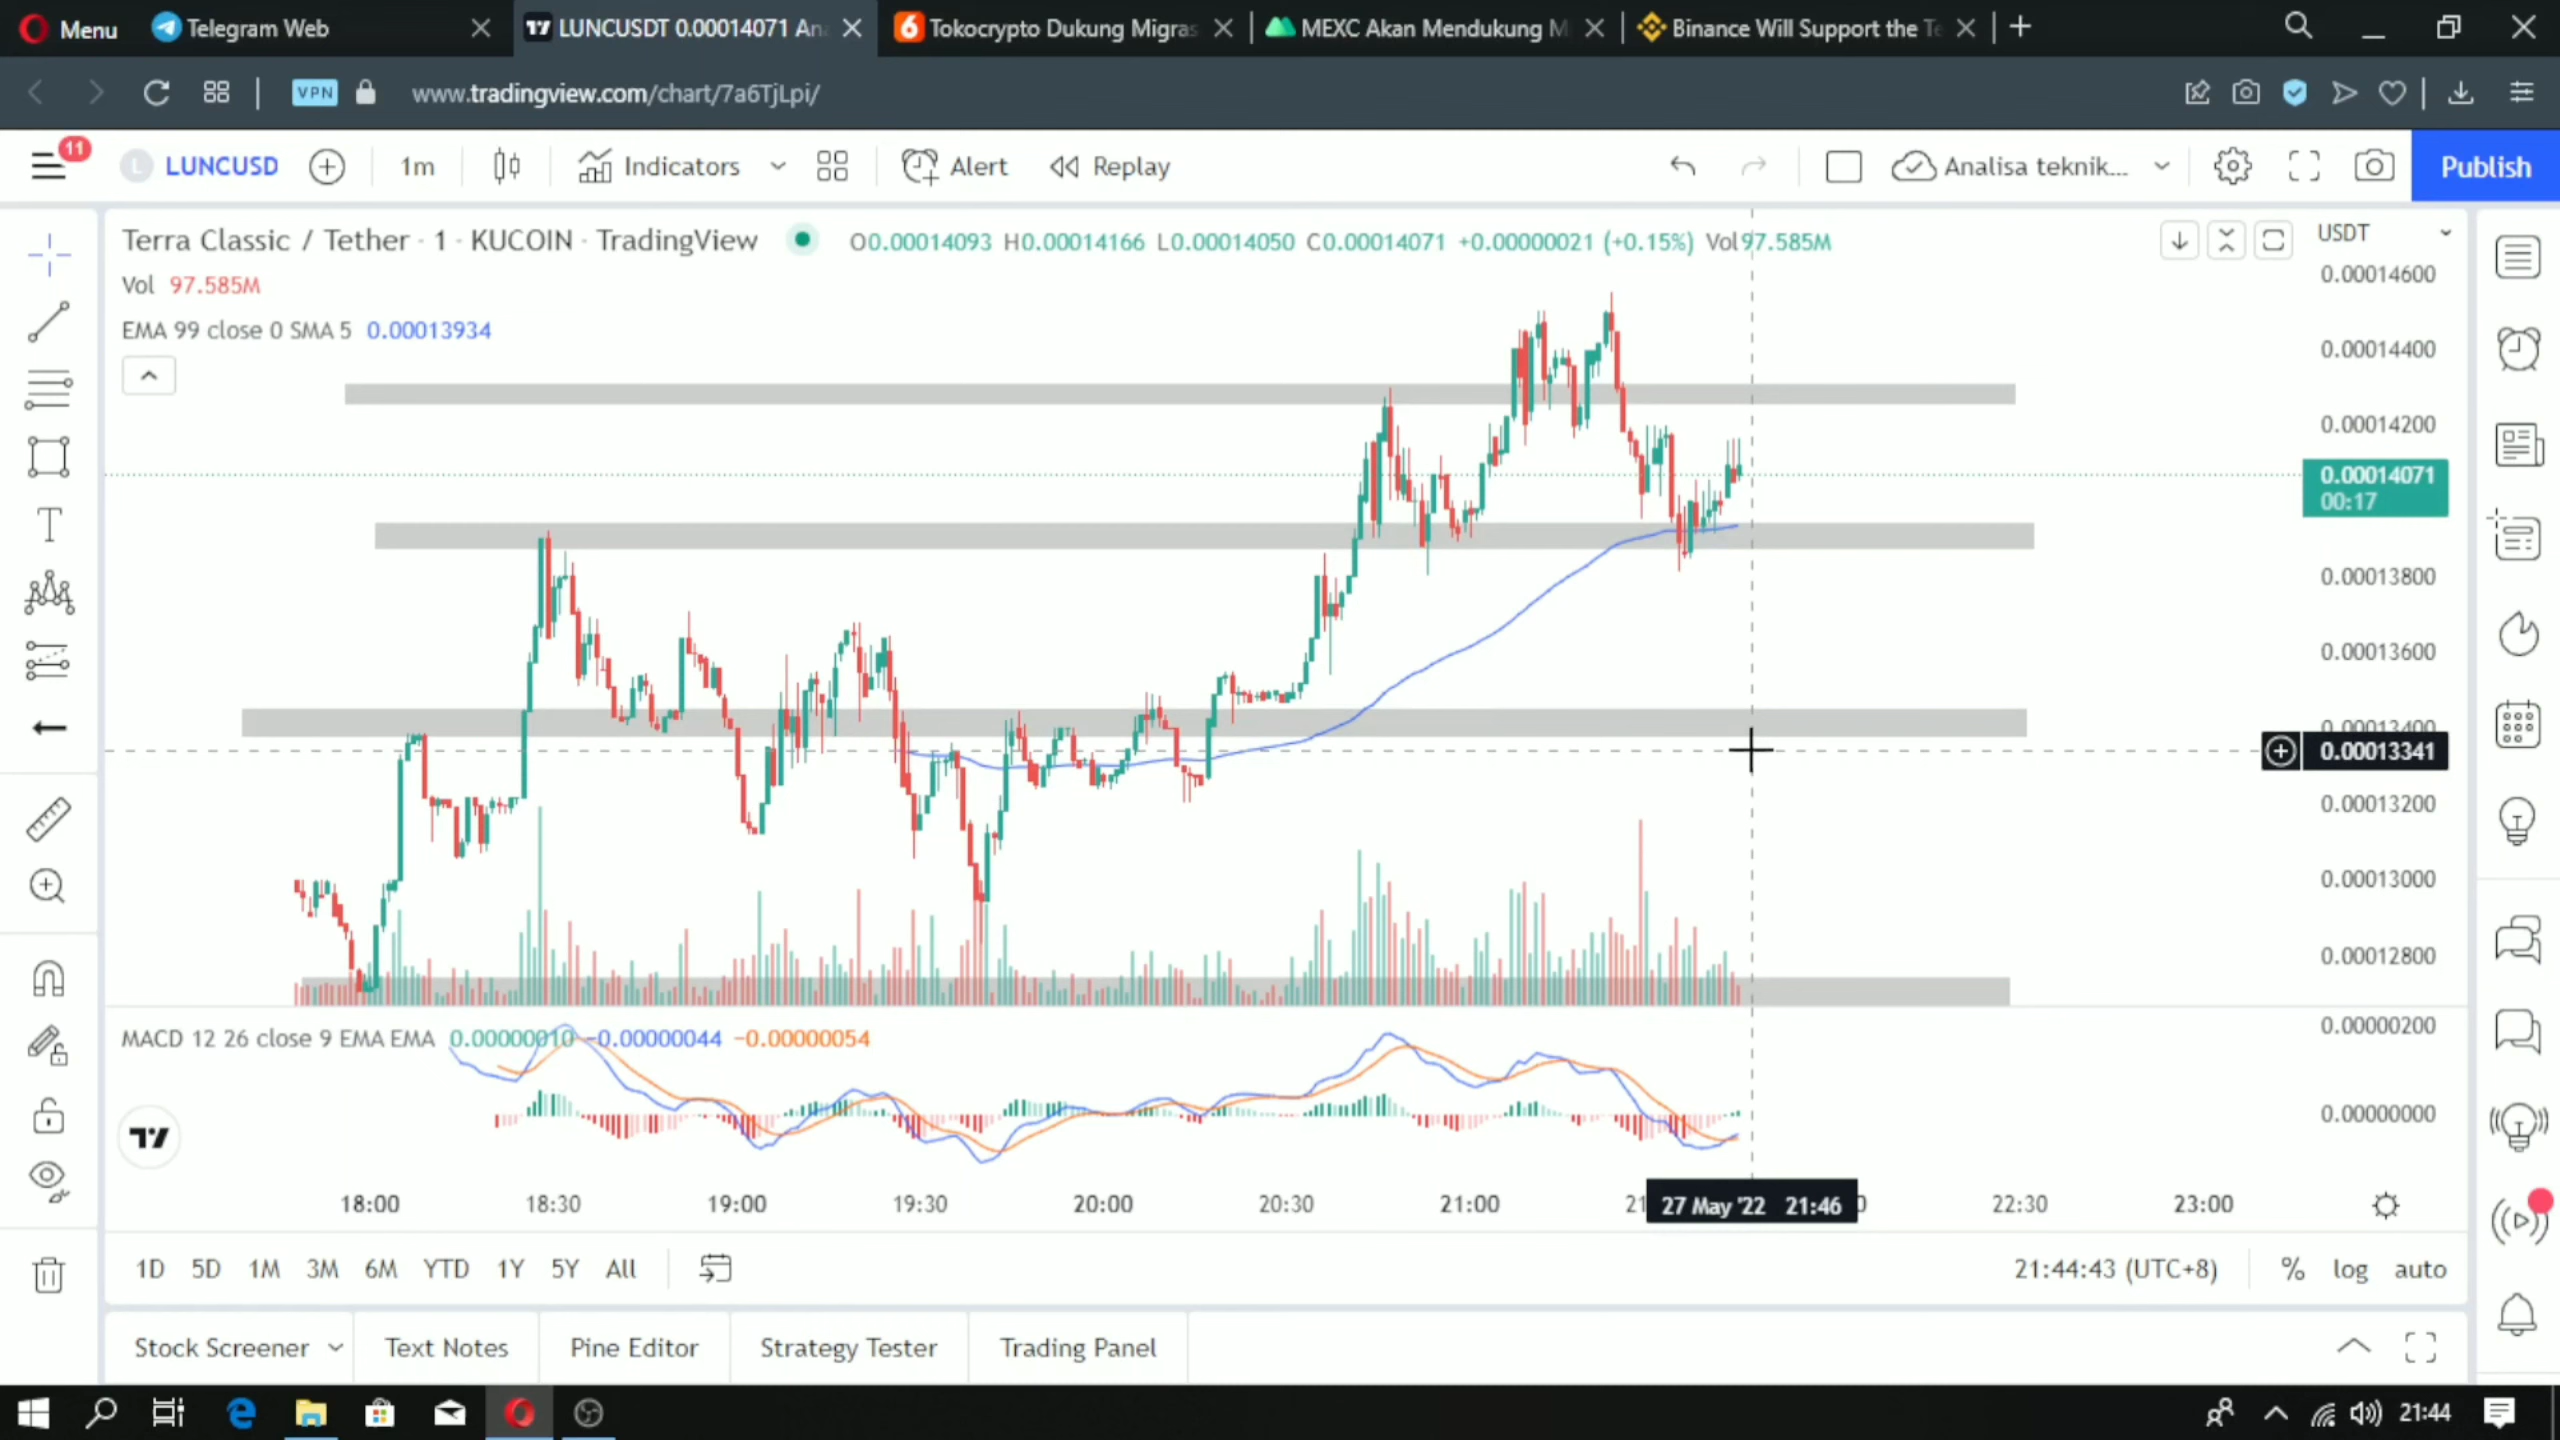 Menu Telegram Web LUNCUSDT 0.00014071 An Tokocrypto Dukung Migras MEXC Akan Mendukung M Binance Will Support the Te
VPN www.tradingview.com/chart/7a6TjLpi/
11 L LUNCUSD 1m Indicators Alert Replay Analisa teknik... Publish
Terra Classic / Tether · 1 · KUCOIN · TradingView O0.00014093 H0.00014166 L0.00014050 C0.00014071 +0.00000021 (+0.15%) Vol97.585M USDT
Vol 97.585M
0.00014600
EMA 99 close 0 SMA 5 0.00013934
0.00014400
0.00014200
0.00014071
00:17
0.00013800
0.00013600
0.00013400
0.00013341
0.00013200
0.00013000
0.00012800
MACD 12 26 close 9 EMA EMA 0.00000010 -0.00000044 -0.00000054
0.00000200
0.00000000
18:00 18:30 19:00 19:30 20:00 20:30 21:00 27 May '22 21:46 22:30 23:00
1D 5D 1M 3M 6M YTD 1Y 5Y All 21:44:43 (UTC+8) % log auto
Stock Screener Text Notes Pine Editor Strategy Tester Trading Panel
21:44